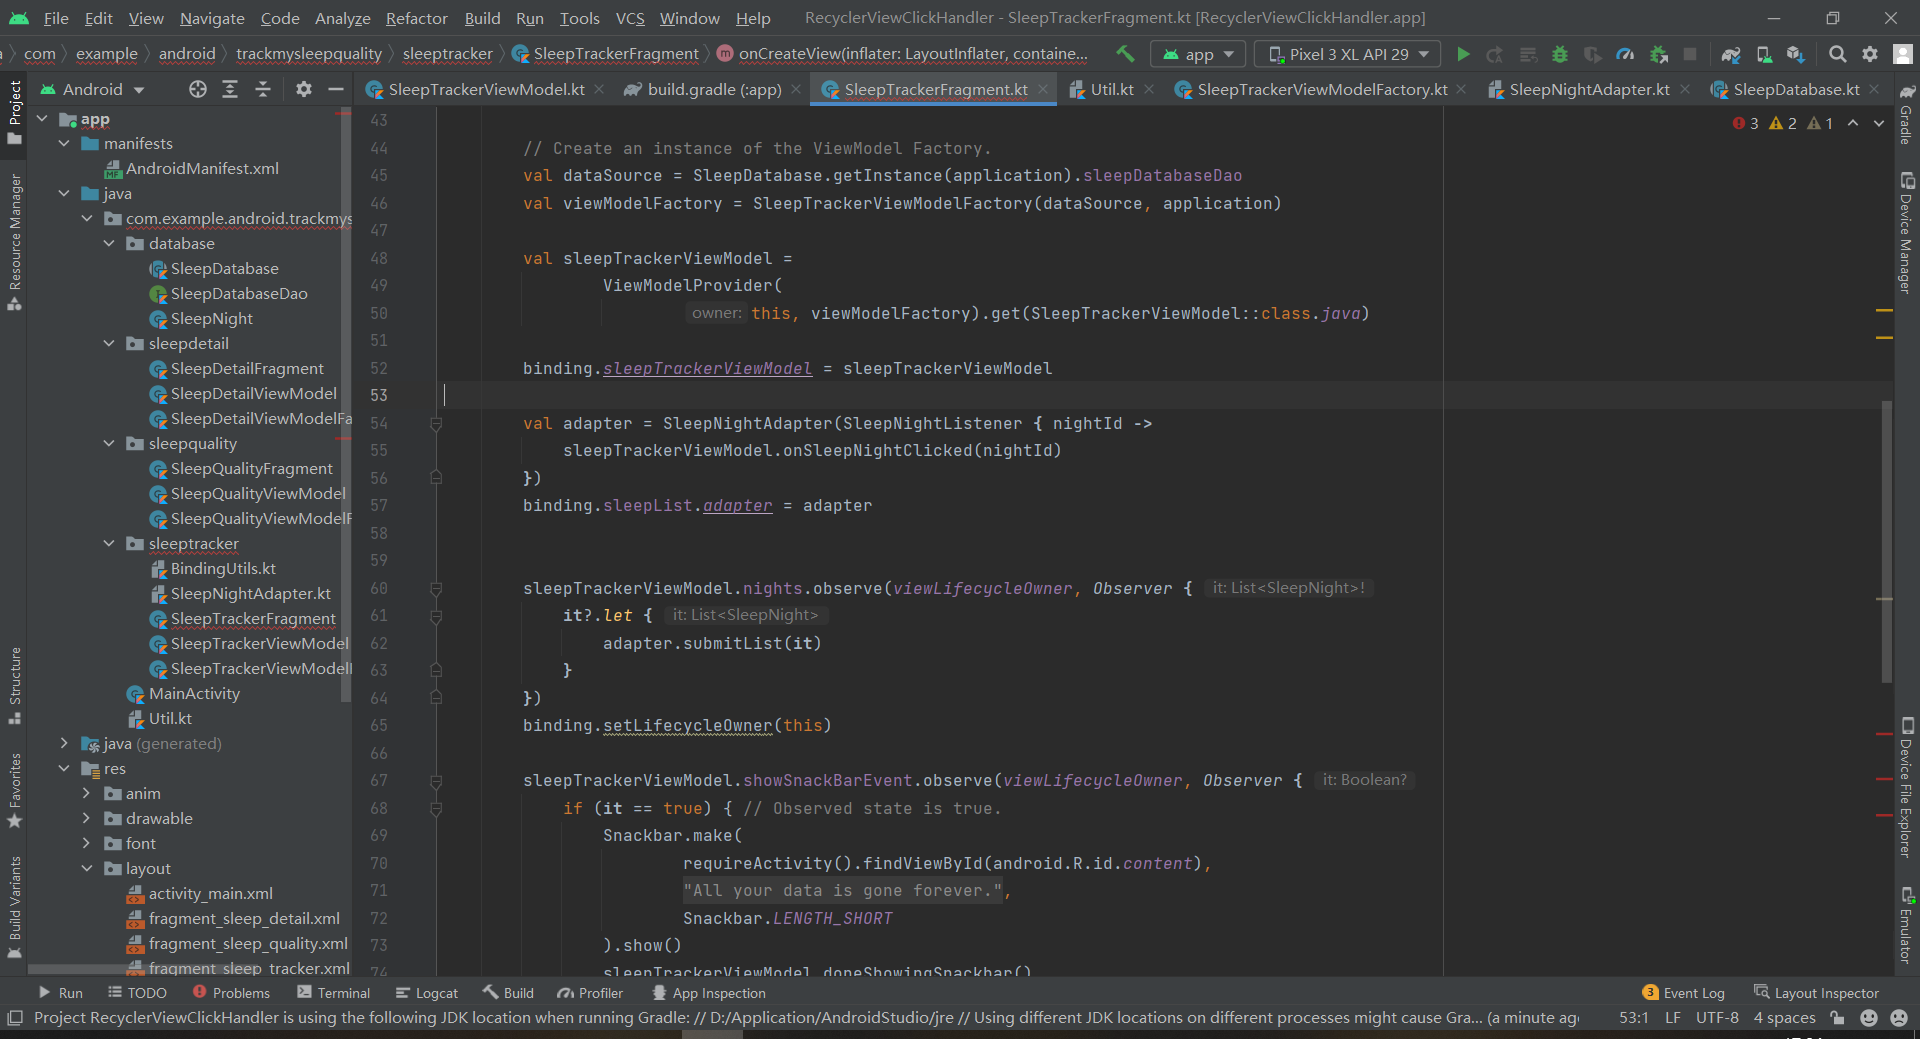 File Edit View Navigate Code Analyze Refactor Build Run Tools VCS Window Help RecyclerViewClickHandler - SleepTrackerFragment.kt [RecyclerViewClickHandler.app]
com example android trackmysleepquality sleeptracker SleepTrackerFragment onCreateView(inflater: LayoutInflater, containe... app Pixel 3 XL API 29
Android SleepTrackerViewModel.kt build.gradle (:app) SleepTrackerFragment.kt Util.kt SleepTrackerViewModelFactory.kt SleepNightAdapter.kt SleepDatabase.kt
Project
Resource Manager
Structure
Favorites
Build Variants
app
manifests
AndroidManifest.xml
java
com.example.android.trackmys
database
SleepDatabase
SleepDatabaseDao
SleepNight
sleepdetail
SleepDetailFragment
SleepDetailViewModel
SleepDetailViewModelFa
sleepquality
SleepQualityFragment
SleepQualityViewModel
SleepQualityViewModelF
sleeptracker
BindingUtils.kt
SleepNightAdapter.kt
SleepTrackerFragment
SleepTrackerViewModel
SleepTrackerViewModel
MainActivity
Util.kt
java (generated)
res
anim
drawable
font
layout
activity_main.xml
fragment_sleep_detail.xml
fragment_sleep_quality.xml
fragment_sleep_tracker.xml
3 2 1
43
44 // Create an instance of the ViewModel Factory.
45 val dataSource = SleepDatabase.getInstance(application).sleepDatabaseDao
46 val viewModelFactory = SleepTrackerViewModelFactory(dataSource, application)
47
48 val sleepTrackerViewModel =
49 ViewModelProvider(
50 owner: this, viewModelFactory).get(SleepTrackerViewModel::class.java)
51
52 binding.sleepTrackerViewModel = sleepTrackerViewModel
53
54 val adapter = SleepNightAdapter(SleepNightListener { nightId ->
55 sleepTrackerViewModel.onSleepNightClicked(nightId)
56 })
57 binding.sleepList.adapter = adapter
58
59
60 sleepTrackerViewModel.nights.observe(viewLifecycleOwner, Observer { it: List<SleepNight>!
61 it?.let { it: List<SleepNight>
62 adapter.submitList(it)
63 }
64 })
65 binding.setLifecycleOwner(this)
66
67 sleepTrackerViewModel.showSnackBarEvent.observe(viewLifecycleOwner, Observer { it: Boolean?
68 if (it == true) { // Observed state is true.
69 Snackbar.make(
70 requireActivity().findViewById(android.R.id.content),
71 "All your data is gone forever.",
72 Snackbar.LENGTH_SHORT
73 ).show()
74 sleepTrackerViewModel.doneShowingSnackbar()
Gradle
Device Manager
Device File Explorer
Emulator
Run TODO Problems Terminal Logcat Build Profiler App Inspection 3 Event Log Layout Inspector
Project RecyclerViewClickHandler is using the following JDK location when running Gradle: // D:/Application/AndroidStudio/jre // Using different JDK locations on different processes might cause Gra... (a minute ago 53:1 LF UTF-8 4 spaces